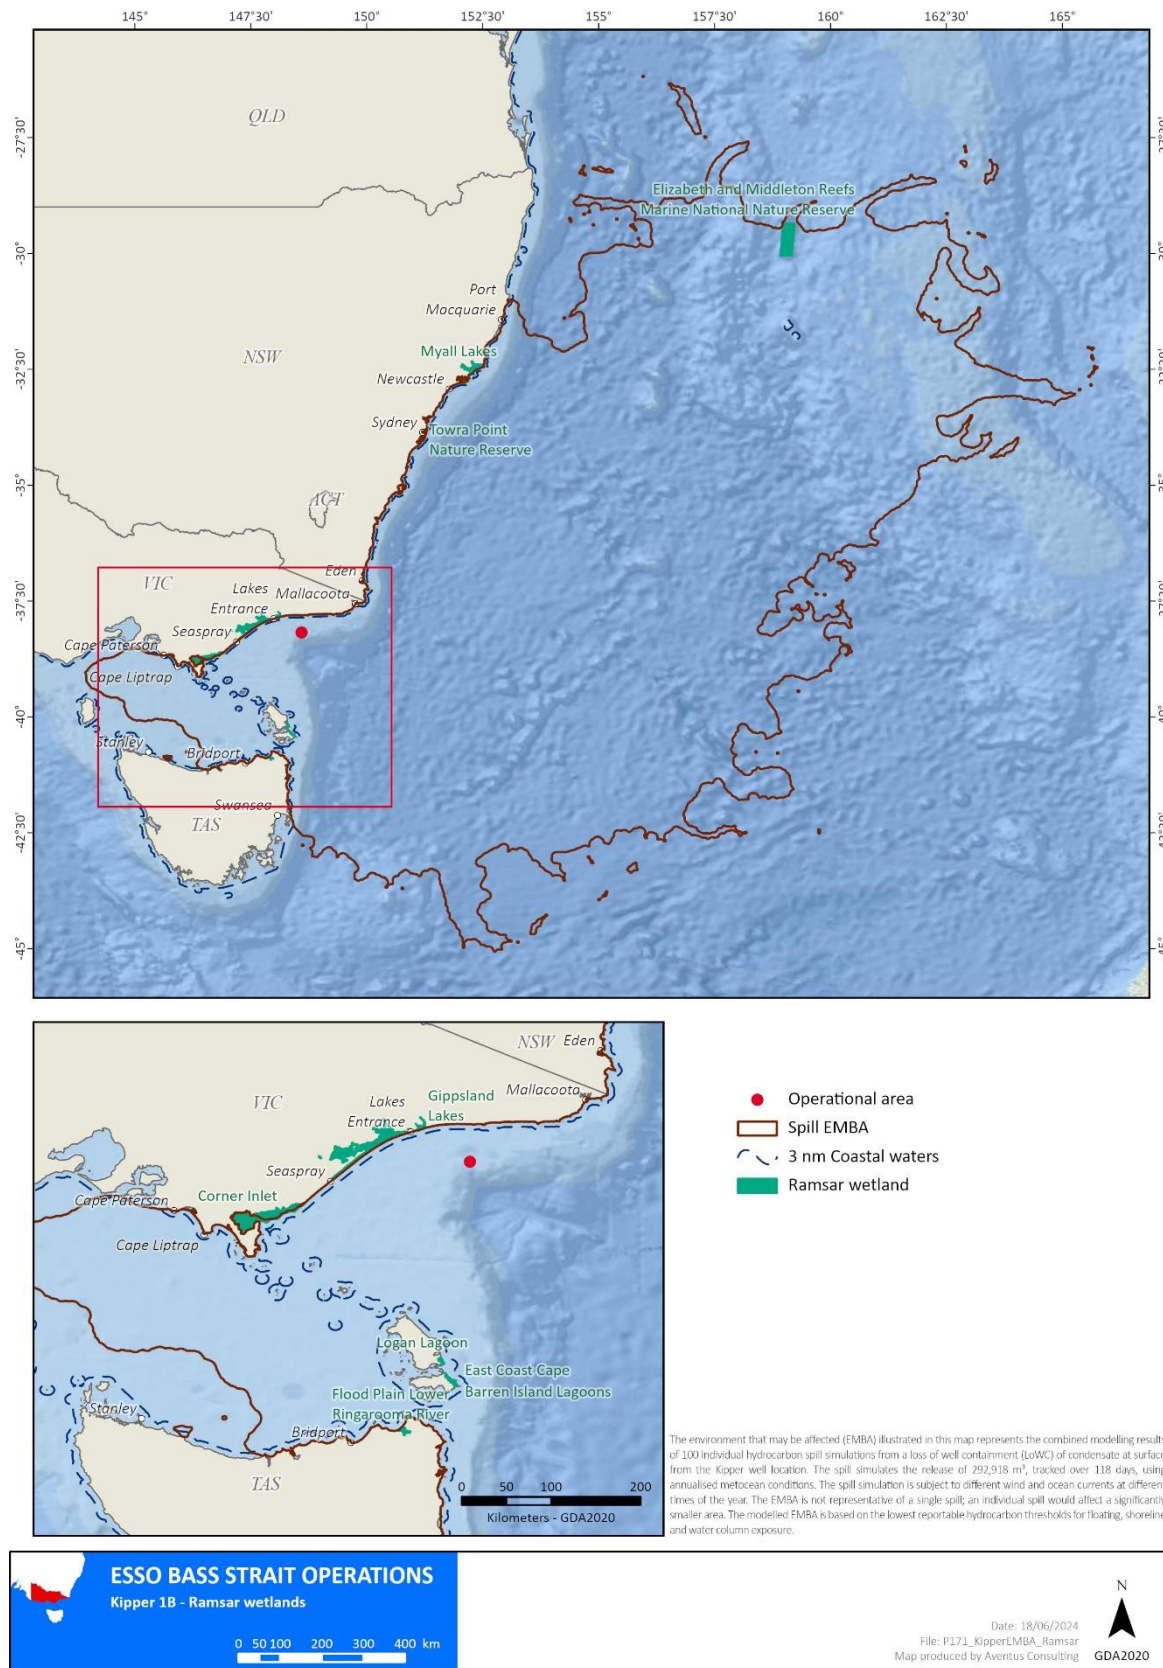 145°
147°30'
150°
152°30'
155°
157°30'
160°
162°30'
165°
-27°30'
-27°30'
-30°
-30°
-32°30'
-32°30'
-35°
-35°
-37°30'
-37°30'
-40°
-40°
-42°30'
-42°30'
-45°
-45°
QLD
Elizabeth and Middleton Reefs
Marine National Nature Reserve
Port
Macquarie
NSW
Myall Lakes
Newcastle
Sydney
Towra Point
Nature Reserve
ACT
Eden
VIC
Lakes
Entrance
Mallacoota
Seaspray
Cape Paterson
Cape Liptrap
Stanley
Bridport
Swansea
TAS
NSW
Eden
Mallacoota
VIC
Lakes
Entrance
Gippsland
Lakes
Seaspray
Corner Inlet
Cape Paterson
Cape Liptrap
Logan Lagoon
East Coast Cape
Barren Island Lagoons
Flood Plain Lower
Ringarooma River
Stanley
Bridport
TAS
0 100 200
Kilometers - GDA2020
Operational area
Spill EMBA
3 nm Coastal waters
Ramsar wetland
The environment that may be affected (EMBA) illustrated in this map represents the combined modelling results
of 100 individual hydrocarbon spill simulations from a loss of well containment (LoWC) of condensate at surface
from the Kipper well location. The spill simulates the release of 292,918 m³, tracked over 118 days, using
annualised metocean conditions. The spill simulation is subject to different wind and ocean currents at different
times of the year. The EMBA is not representative of a single spill; an individual spill would affect a significantly
smaller area. The modelled EMBA is based on the lowest reportable hydrocarbon thresholds for floating, shoreline
and water column exposure.
ESSO BASS STRAIT OPERATIONS
Kipper 1B - Ramsar wetlands
0 50 100 200 300 400 km
Date: 18/06/2024
File: P171_KipperEMBA_Ramsar
Map produced by Aventus Consulting
N
GDA2020